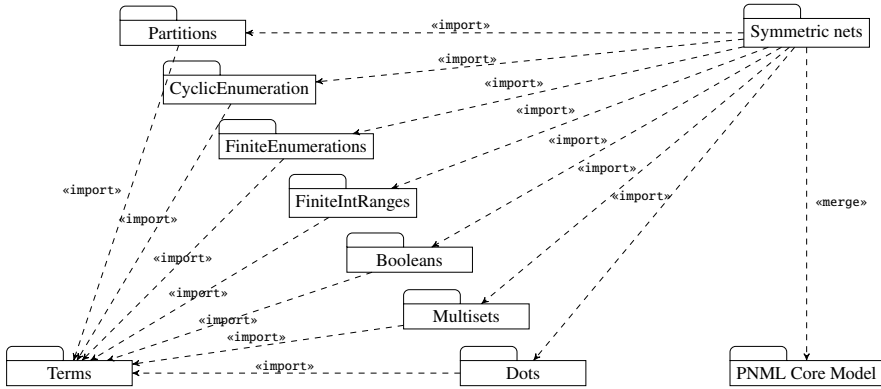 «import»
Partitions
Symmetric nets
«import»
CyclicEnumeration
«import»
«import»
FiniteEnumerations
«import»
«import»
«import»
«import»
FiniteIntRanges
«merge»
«import»
«import»
Booleans
«import»
Multisets
«import»
«import»
«import»
Terms
Dots
PNML Core Model